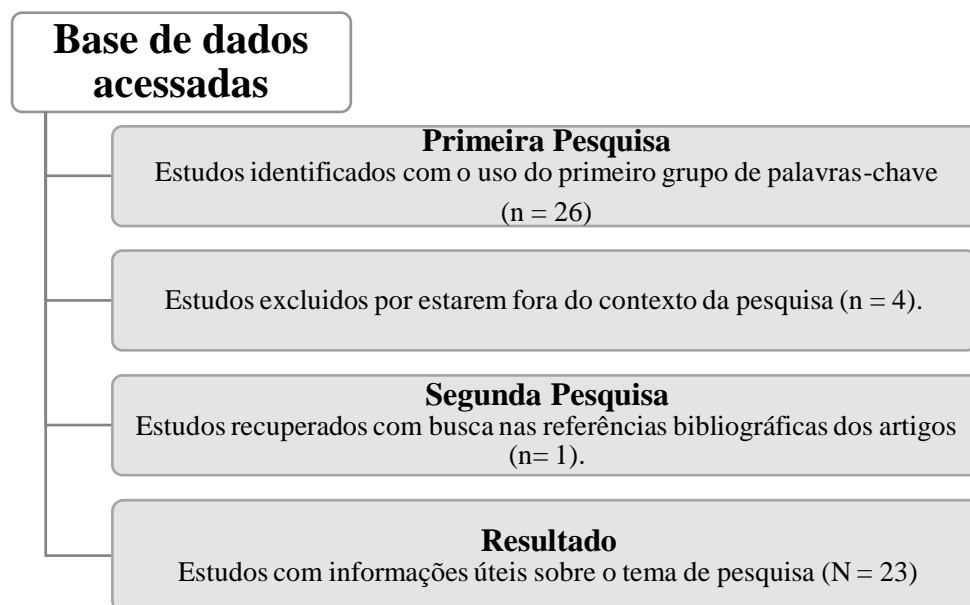 Base de dados
acessadas
Primeira Pesquisa
Estudos identificados com o uso do primeiro grupo de palavras-chave
(n = 26)
Estudos excluidos por estarem fora do contexto da pesquisa (n = 4).
Segunda Pesquisa
Estudos recuperados com busca nas referências bibliográficas dos artigos
(n= 1).
Resultado
Estudos com informações úteis sobre o tema de pesquisa (N = 23)